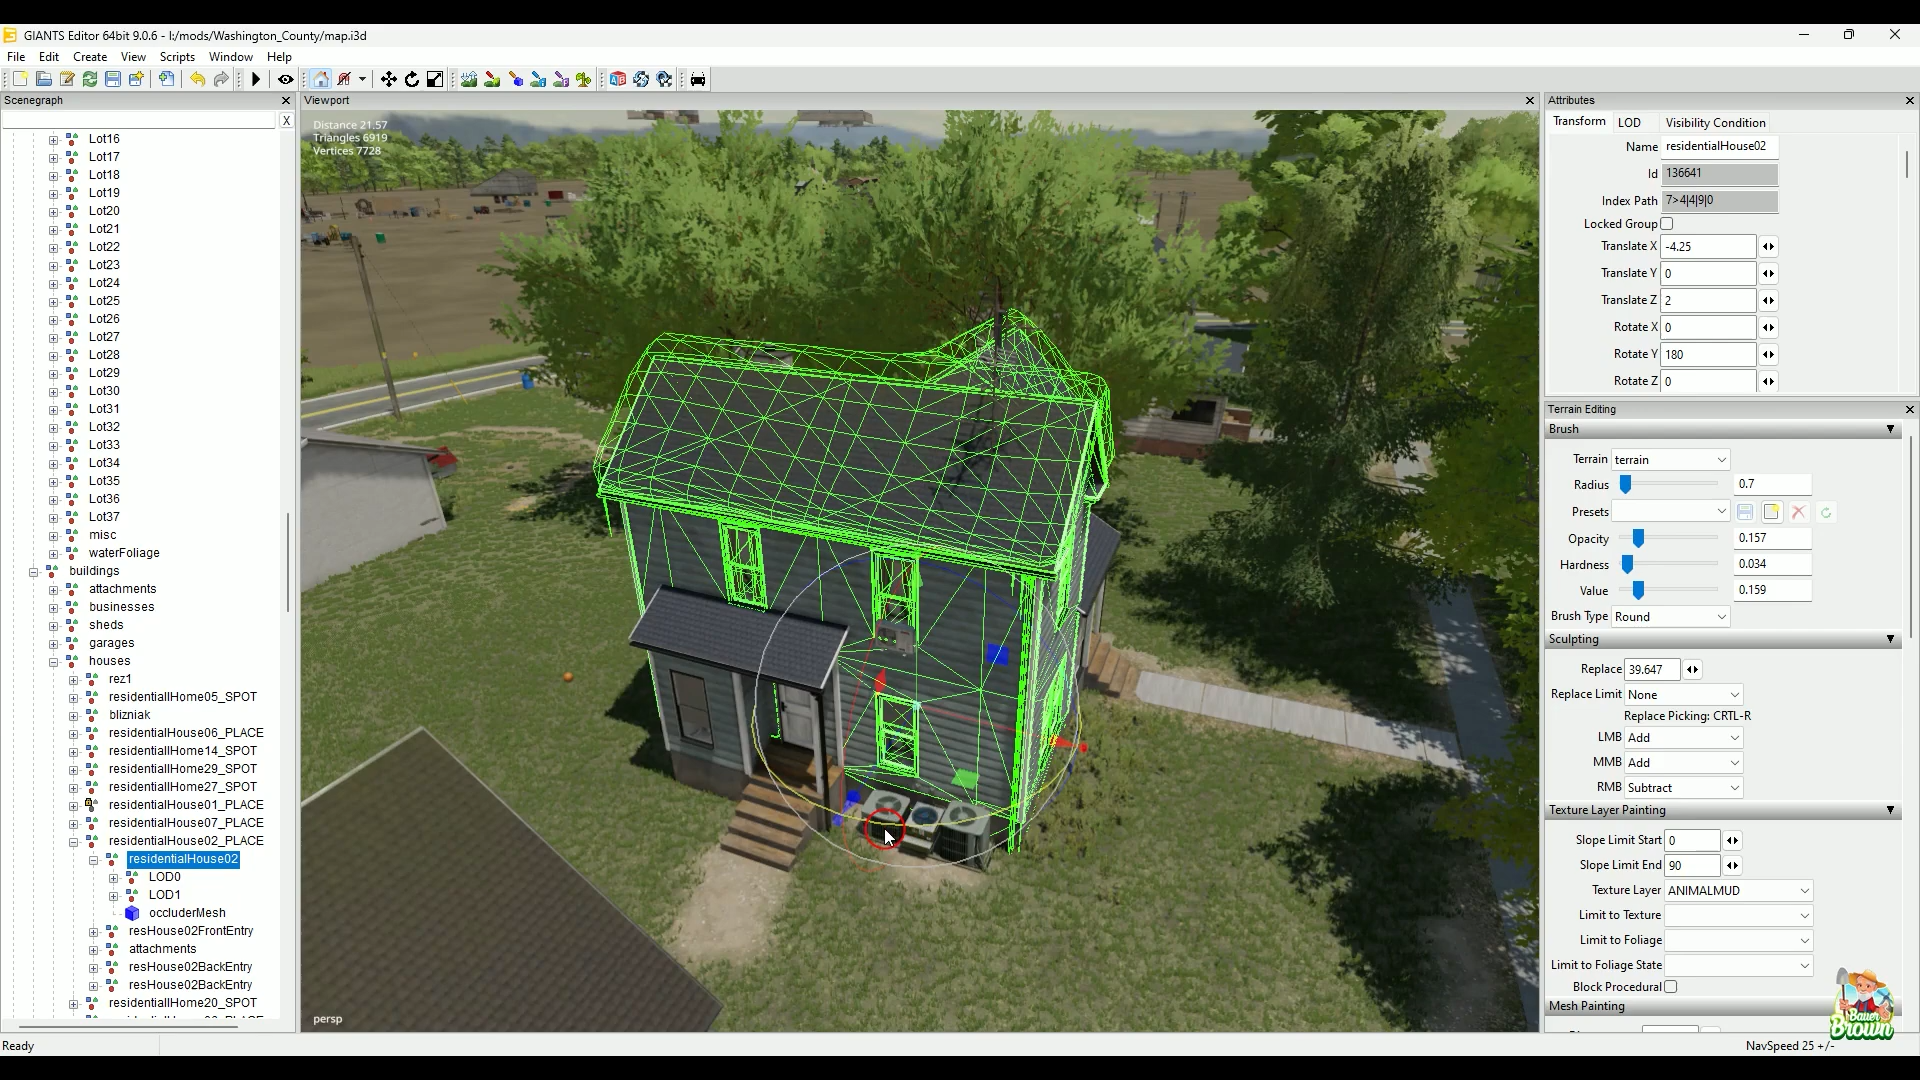 GIANTS Editor 64bit 9.0.6 - I:/mods/Washington_County/map.i3d
File Edit Create View Scripts Window Help
Scenegraph
X
Lot16
Lot17
Lot18
Lot19
Lot20
Lot21
Lot22
Lot23
Lot24
Lot25
Lot26
Lot27
Lot28
Lot29
Lot30
Lot31
Lot32
Lot33
Lot34
Lot35
Lot36
Lot37
misc
waterFoliage
buildings
attachments
businesses
sheds
garages
houses
rez1
residentiallHome05_SPOT
blizniak
residentialHouse06_PLACE
residentiallHome14_SPOT
residentiallHome29_SPOT
residentiallHome27_SPOT
residentialHouse01_PLACE
residentialHouse07_PLACE
residentialHouse02_PLACE
residentialHouse02
LOD0
LOD1
occluderMesh
resHouse02FrontEntry
attachments
resHouse02BackEntry
resHouse02BackEntry
residentiallHome20_SPOT
Ready
Viewport
Distance 21.57
Triangles 6919
Vertices 7728
persp
Attributes
Transform LOD Visibility Condition
Name residentialHouse02
Id 136641
Index Path 7>4|4|9|0
Locked Group
Translate X -4.25
Translate Y 0
Translate Z 2
Rotate X 0
Rotate Y 180
Rotate Z 0
Terrain Editing
Brush
Terrain terrain
Radius 0.7
Presets
Opacity 0.157
Hardness 0.034
Value 0.159
Brush Type Round
Sculpting
Replace 39.647
Replace Limit None
Replace Picking: CRTL-R
LMB Add
MMB Add
RMB Subtract
Texture Layer Painting
Slope Limit Start 0
Slope Limit End 90
Texture Layer ANIMALMUD
Limit to Texture
Limit to Foliage
Limit to Foliage State
Block Procedural
Mesh Painting
Bauer
Brown
NavSpeed 25 +/-